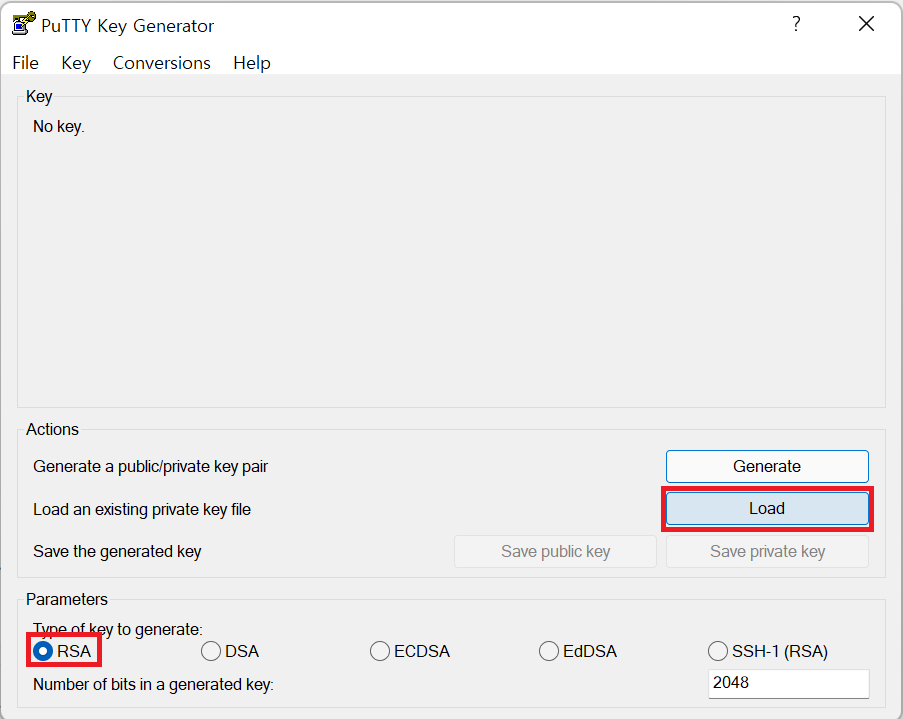 PuTTY Key Generator ?
File Key Conversions Help
Key
No key.
Actions
Generate a public/private key pair Generate
Load an existing private key file Load
Save the generated key Save public key Save private key
Parameters
Type of key to generate:
RSA DSA ECDSA EdDSA SSH-1 (RSA)
Number of bits in a generated key: 2048